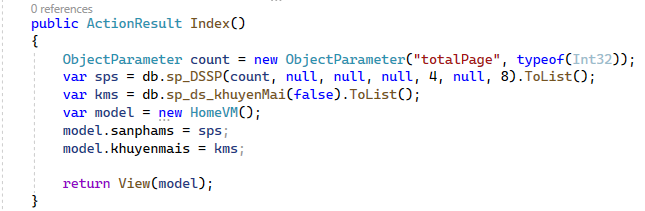 0 references
public ActionResult Index()
{
ObjectParameter count = new ObjectParameter("totalPage", typeof(Int32));
var sps = db.sp_DSSP(count, null, null, null, 4, null, 8).ToList();
var kms = db.sp_ds_khuyenMai(false).ToList();
var model = new HomeVM();
model.sanphams = sps;
model.khuyenmais = kms;
return View(model);
}